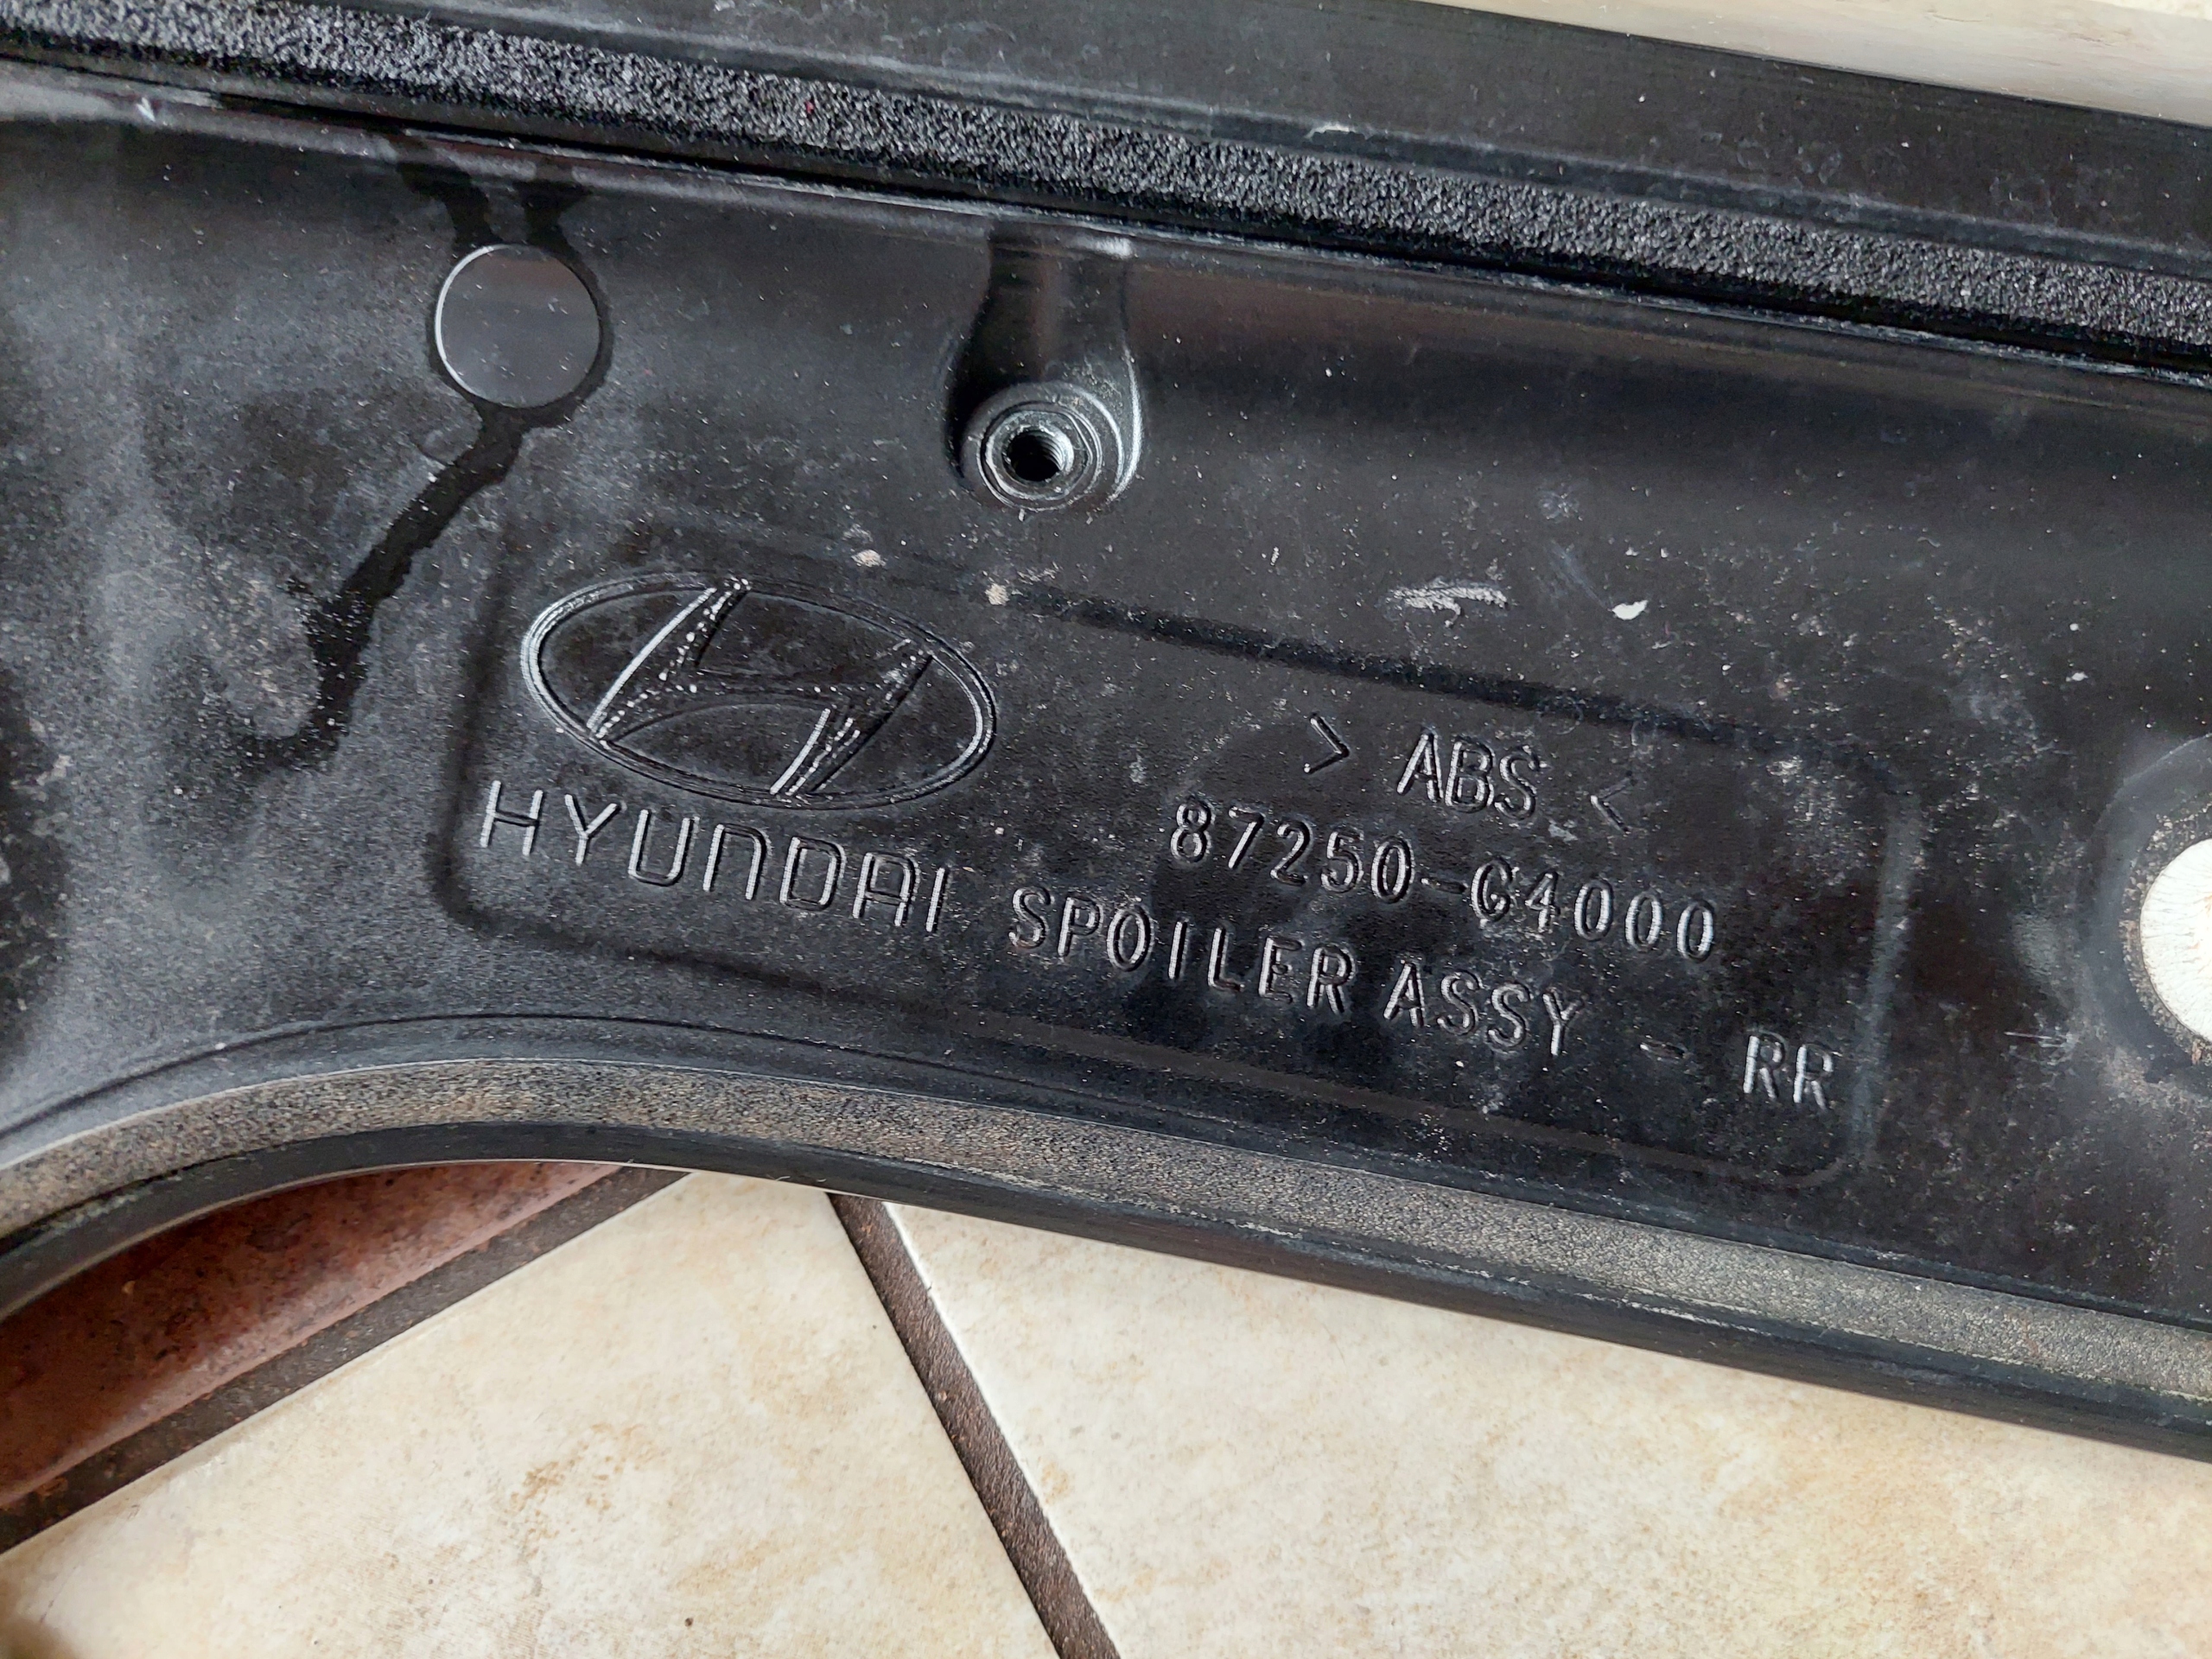 > ABS <
87250-G4000
HYUNDAI SPOILER ASSY - RR